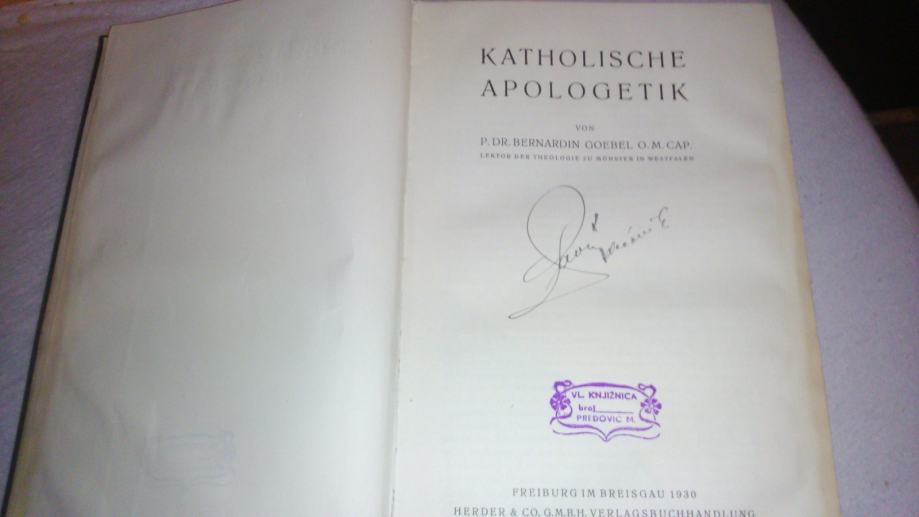 KATHOLISCHE
APOLOGETIK
VON
P. DR. BERNARDIN GOEBEL O. M. CAP.
LEKTOR DER THEOLOGIE ZU MÜNSTER IN WESTFALEN
VL. KNJIŽNICA
broj
PREDOVIĆ M.
FREIBURG IM BREISGAU 1930
HERDER & CO. G.M.B.H. VERLAGSBUCHHANDLUNG